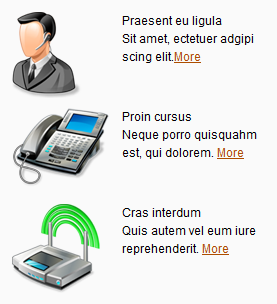 Praesent eu ligula
Sit amet, ectetuer adgipi
scing elit.More
Proin cursus
Neque porro quisquahm
est, qui dolorem. More
Cras interdum
Quis autem vel eum iure
reprehenderit. More